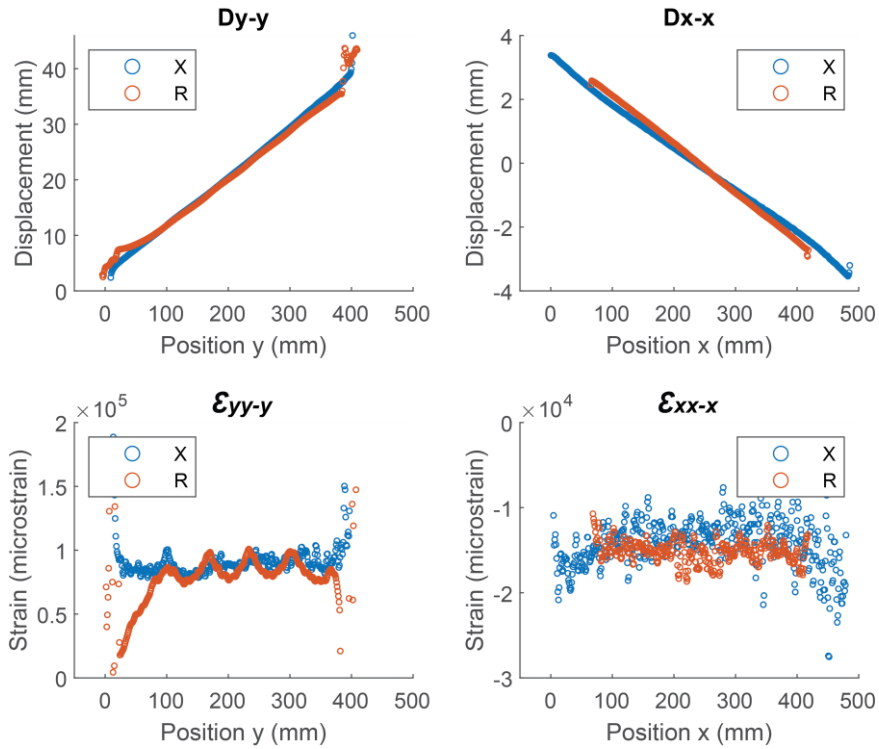 Dy-y
Displacement (mm)
40
30
20
10
0
X
R
0
100
200
300
400
500
Position y (mm)
Dx-x
Displacement (mm)
4
2
0
-2
-4
X
R
0
100
200
300
400
500
Position x (mm)
Ɛyy-y
×10⁵
Strain (microstrain)
2
1.5
1
0.5
0
X
R
0
100
200
300
400
500
Position y (mm)
Ɛxx-x
×10⁴
Strain (microstrain)
0
-1
-2
-3
X
R
0
100
200
300
400
500
Position x (mm)